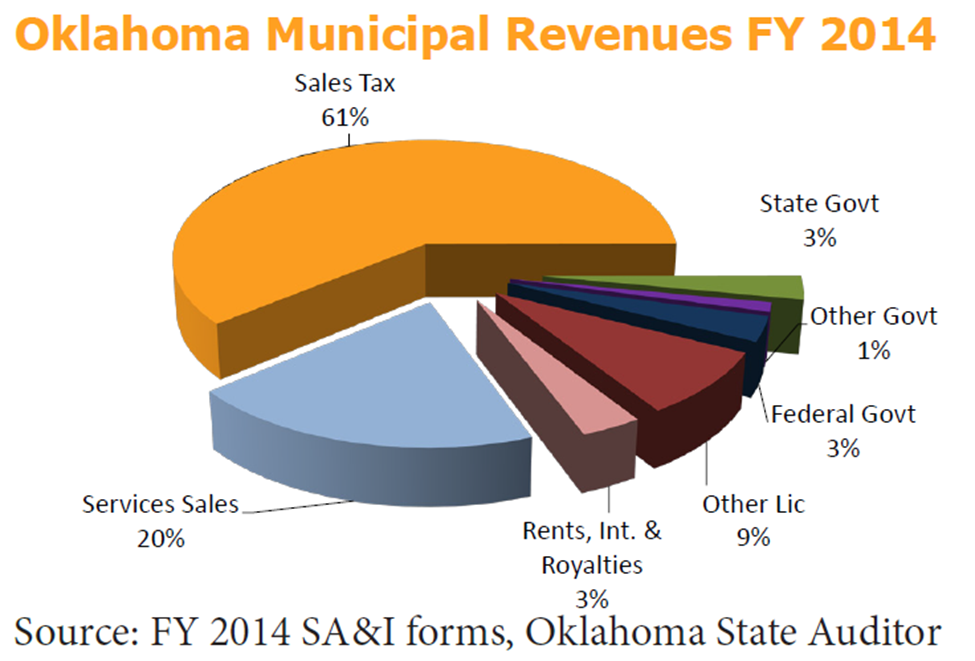 Oklahoma Municipal Revenues FY 2014
Sales Tax
61%
State Govt
3%
Other Govt
1%
Federal Govt
3%
Other Lic
9%
Rents, Int. &
Royalties
3%
Services Sales
20%
Source: FY 2014 SA&I forms, Oklahoma State Auditor